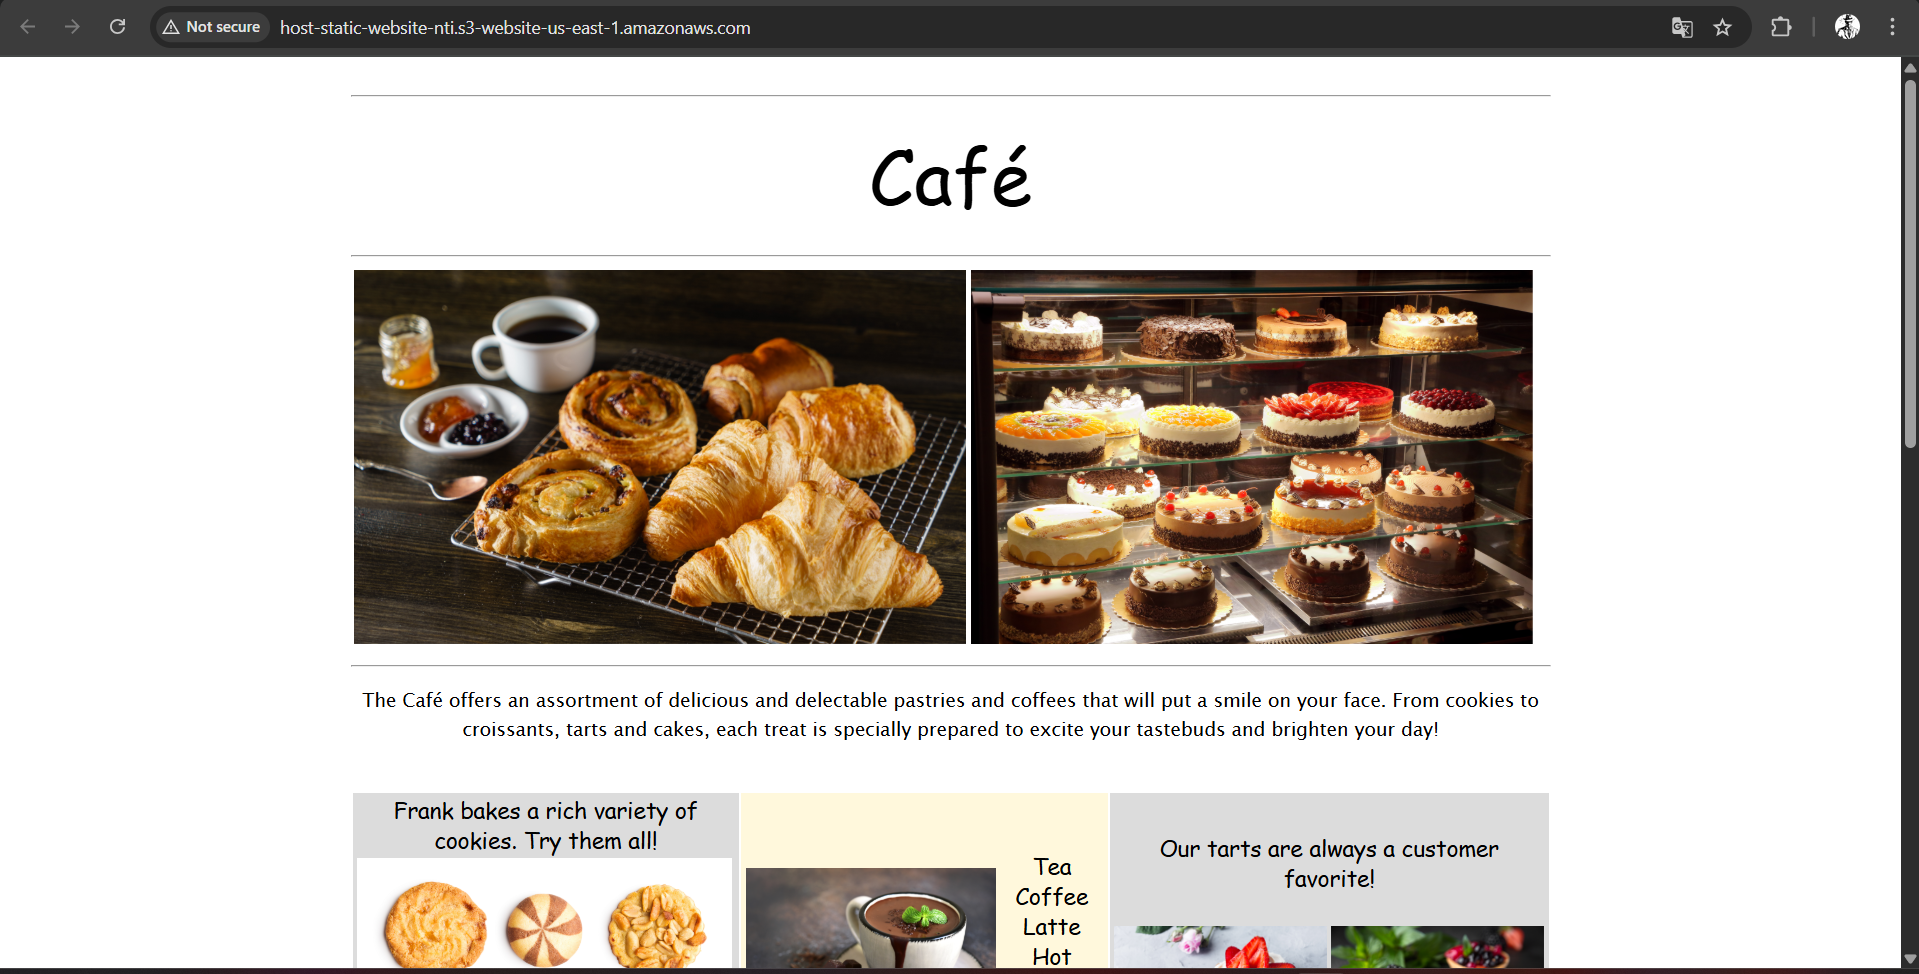 Not secure
host-static-website-nti.s3-website-us-east-1.amazonaws.com
Café
The Café offers an assortment of delicious and delectable pastries and coffees that will put a smile on your face. From cookies to
croissants, tarts and cakes, each treat is specially prepared to excite your tastebuds and brighten your day!
Frank bakes a rich variety of
cookies. Try them all!
Tea
Coffee
Latte
Hot
Our tarts are always a customer
favorite!